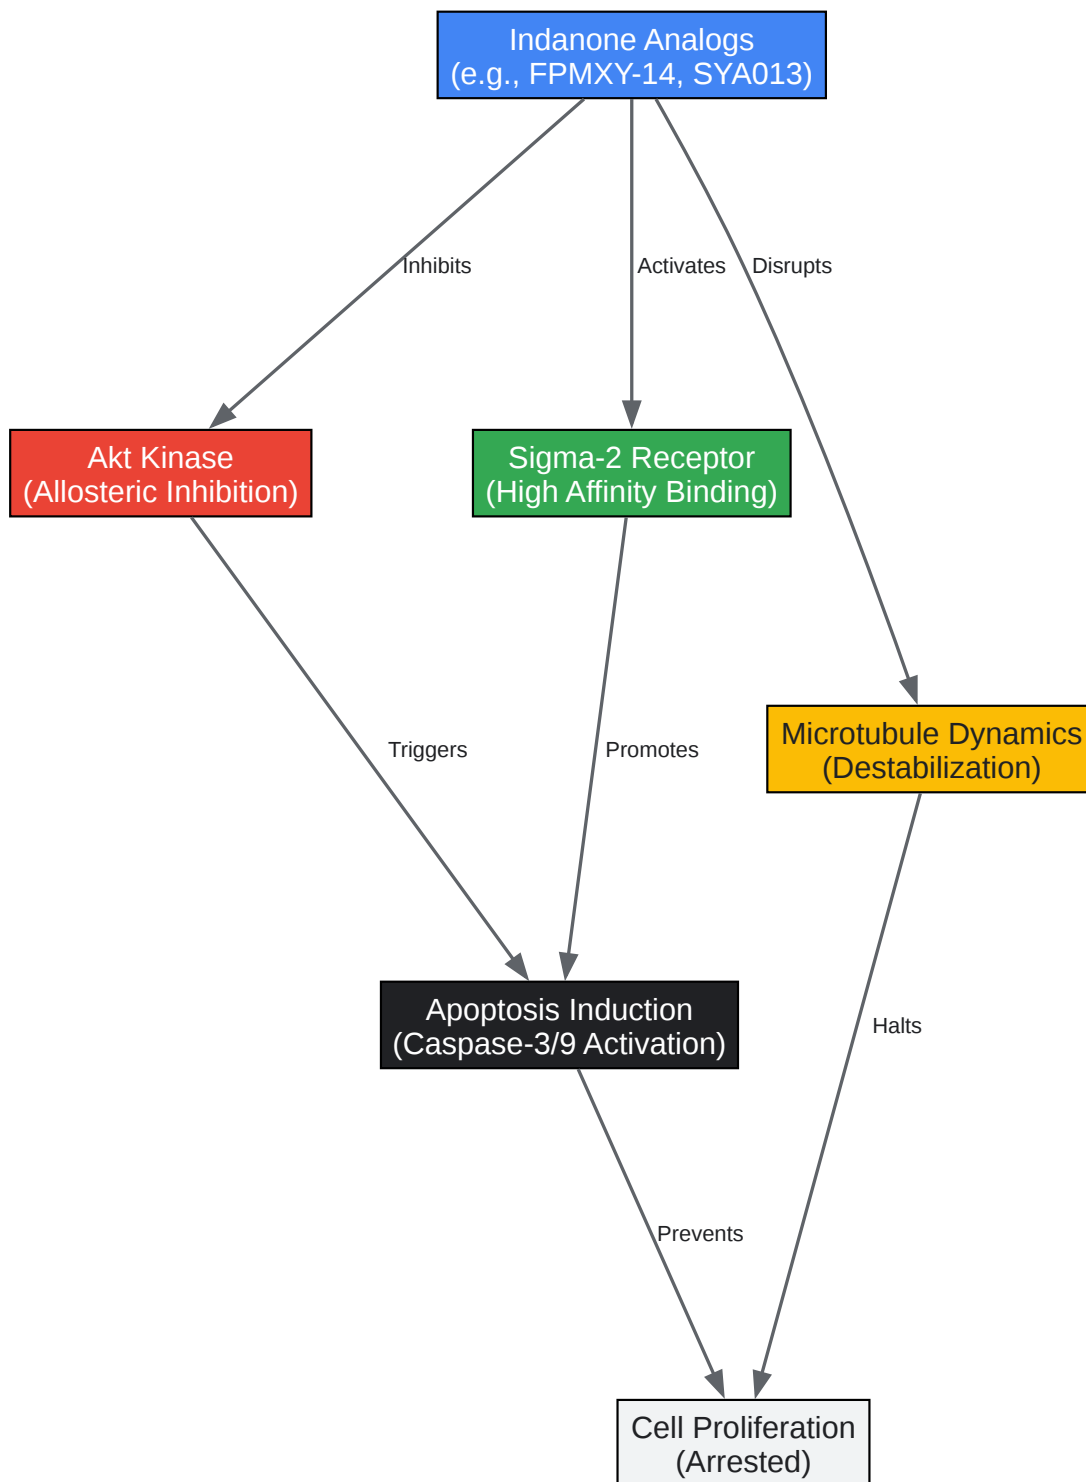 Indanone Analogs
(e.g., FPMXY-14, SYA013)
Inhibits
Activates
Disrupts
Akt Kinase
(Allosteric Inhibition)
Sigma-2 Receptor
(High Affinity Binding)
Microtubule Dynamics
(Destabilization)
Triggers
Promotes
Apoptosis Induction
(Caspase-3/9 Activation)
Halts
Prevents
Cell Proliferation
(Arrested)